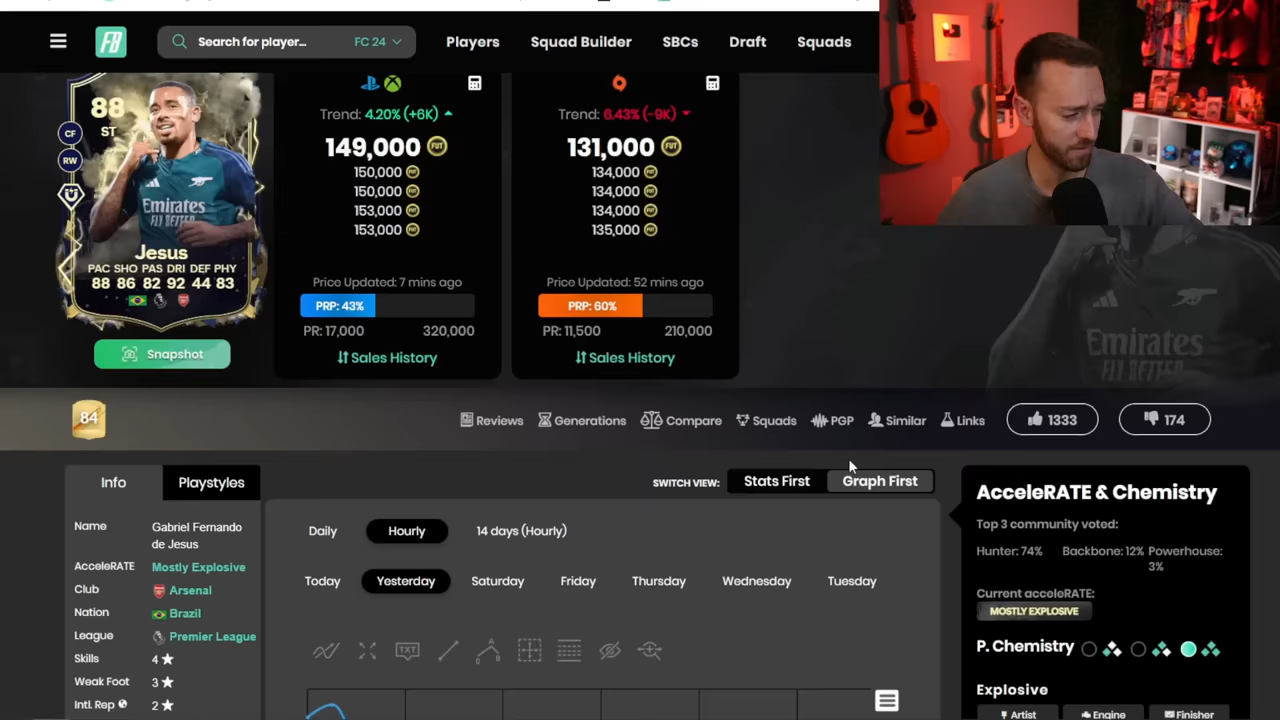 FB
Search for player...
FC 24
Players
Squad Builder
SBCs
Draft
Squads
88
ST
CF
RW
Emirates
FLY BETTER
Jesus
PAC SHO PAS DRI DEF PHY
88 86 82 92 44 83
Snapshot
Trend: 4.20% (+6K)
149,000 FUT
150,000
150,000
153,000
153,000
Price Updated: 7 mins ago
PRP: 43%
PR: 17,000
320,000
Sales History
Trend: 6.43% (-9K)
131,000 FUT
134,000
134,000
134,000
135,000
Price Updated: 52 mins ago
PRP: 60%
PR: 11,500
210,000
Sales History
Emirates
84
Reviews
Generations
Compare
Squads
PGP
Similar
Links
1333
174
Info
Playstyles
Name
Gabriel Fernando
de Jesus
AcceleRATE
Mostly Explosive
Club
Arsenal
Nation
Brazil
League
Premier League
Skills
4
Weak Foot
3
Intl. Rep
2
SWITCH VIEW:
Stats First
Graph First
Daily
Hourly
14 days (Hourly)
Today
Yesterday
Saturday
Friday
Thursday
Wednesday
Tuesday
TXT
A
AcceleRATE & Chemistry
Top 3 community voted:
Hunter: 74%
Backbone: 12%
Powerhouse:
3%
Current acceleRATE:
MOSTLY EXPLOSIVE
P. Chemistry
Explosive
Artist
Engine
Finisher